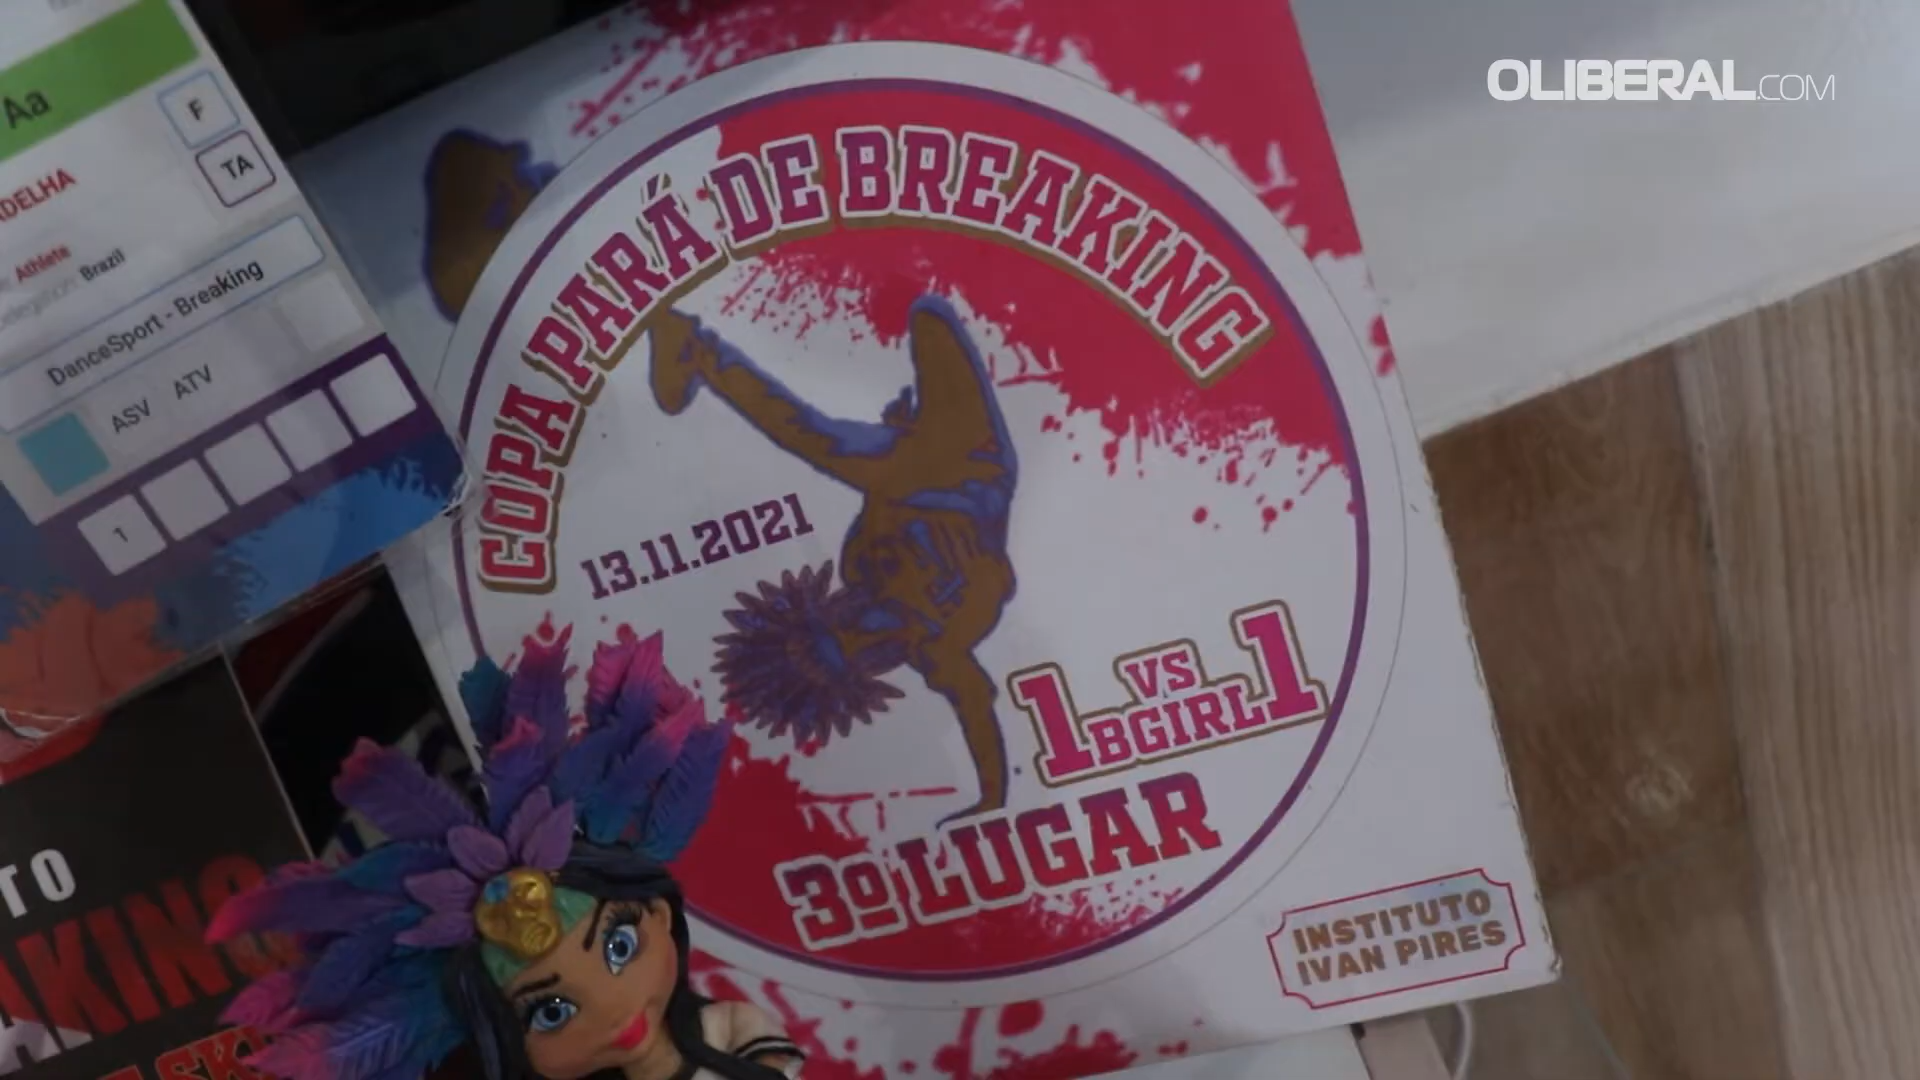 OLIBERAL.COM
Aa
F
TA
Athlete
Brazil
DanceSport - Breaking
ASV ATV
1
COPA PARÁ DE BREAKING
13.11.2021
1 VS 1
BGIRL
3º LUGAR
INSTITUTO
IVAN PIRES